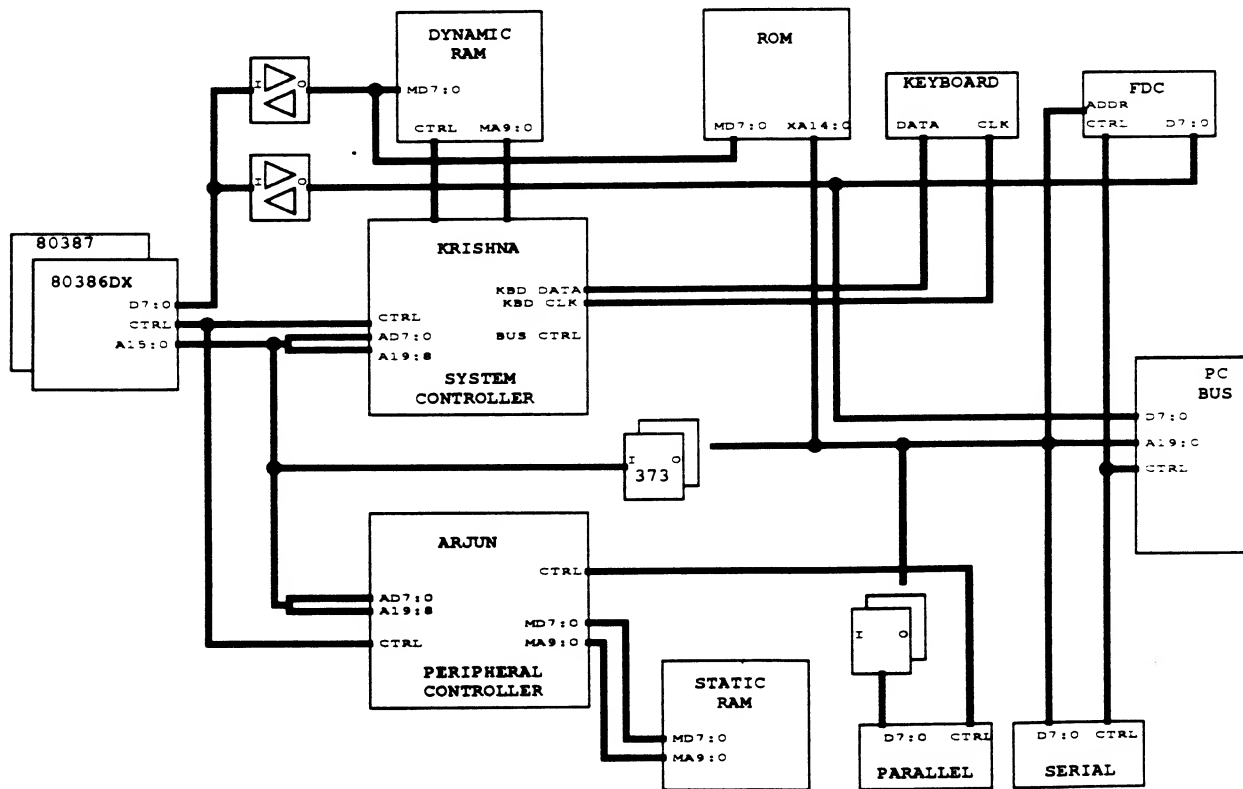 DYNAMIC
RAM
MD7:0
CTRL MA9:0
ROM
MD7:0 XA14:0
KEYBOARD
DATA CLK
FDC
ADDR
CTRL D7:0
I O
I O
80387
80386DX
D7:0
CTRL
A15:0
KRISHNA
KBD DATA
KBD CLK
CTRL
AD7:0 BUS CTRL
A19:8
SYSTEM
CONTROLLER
PC
BUS
D7:0
A19:0
CTRL
I O
373
ARJUN
CTRL
AD7:0
A19:8
MD7:0
CTRL MA9:0
PERIPHERAL
CONTROLLER
I O
STATIC
RAM
MD7:0
MA9:0
D7:0 CTRL
PARALLEL
D7:0 CTRL
SERIAL